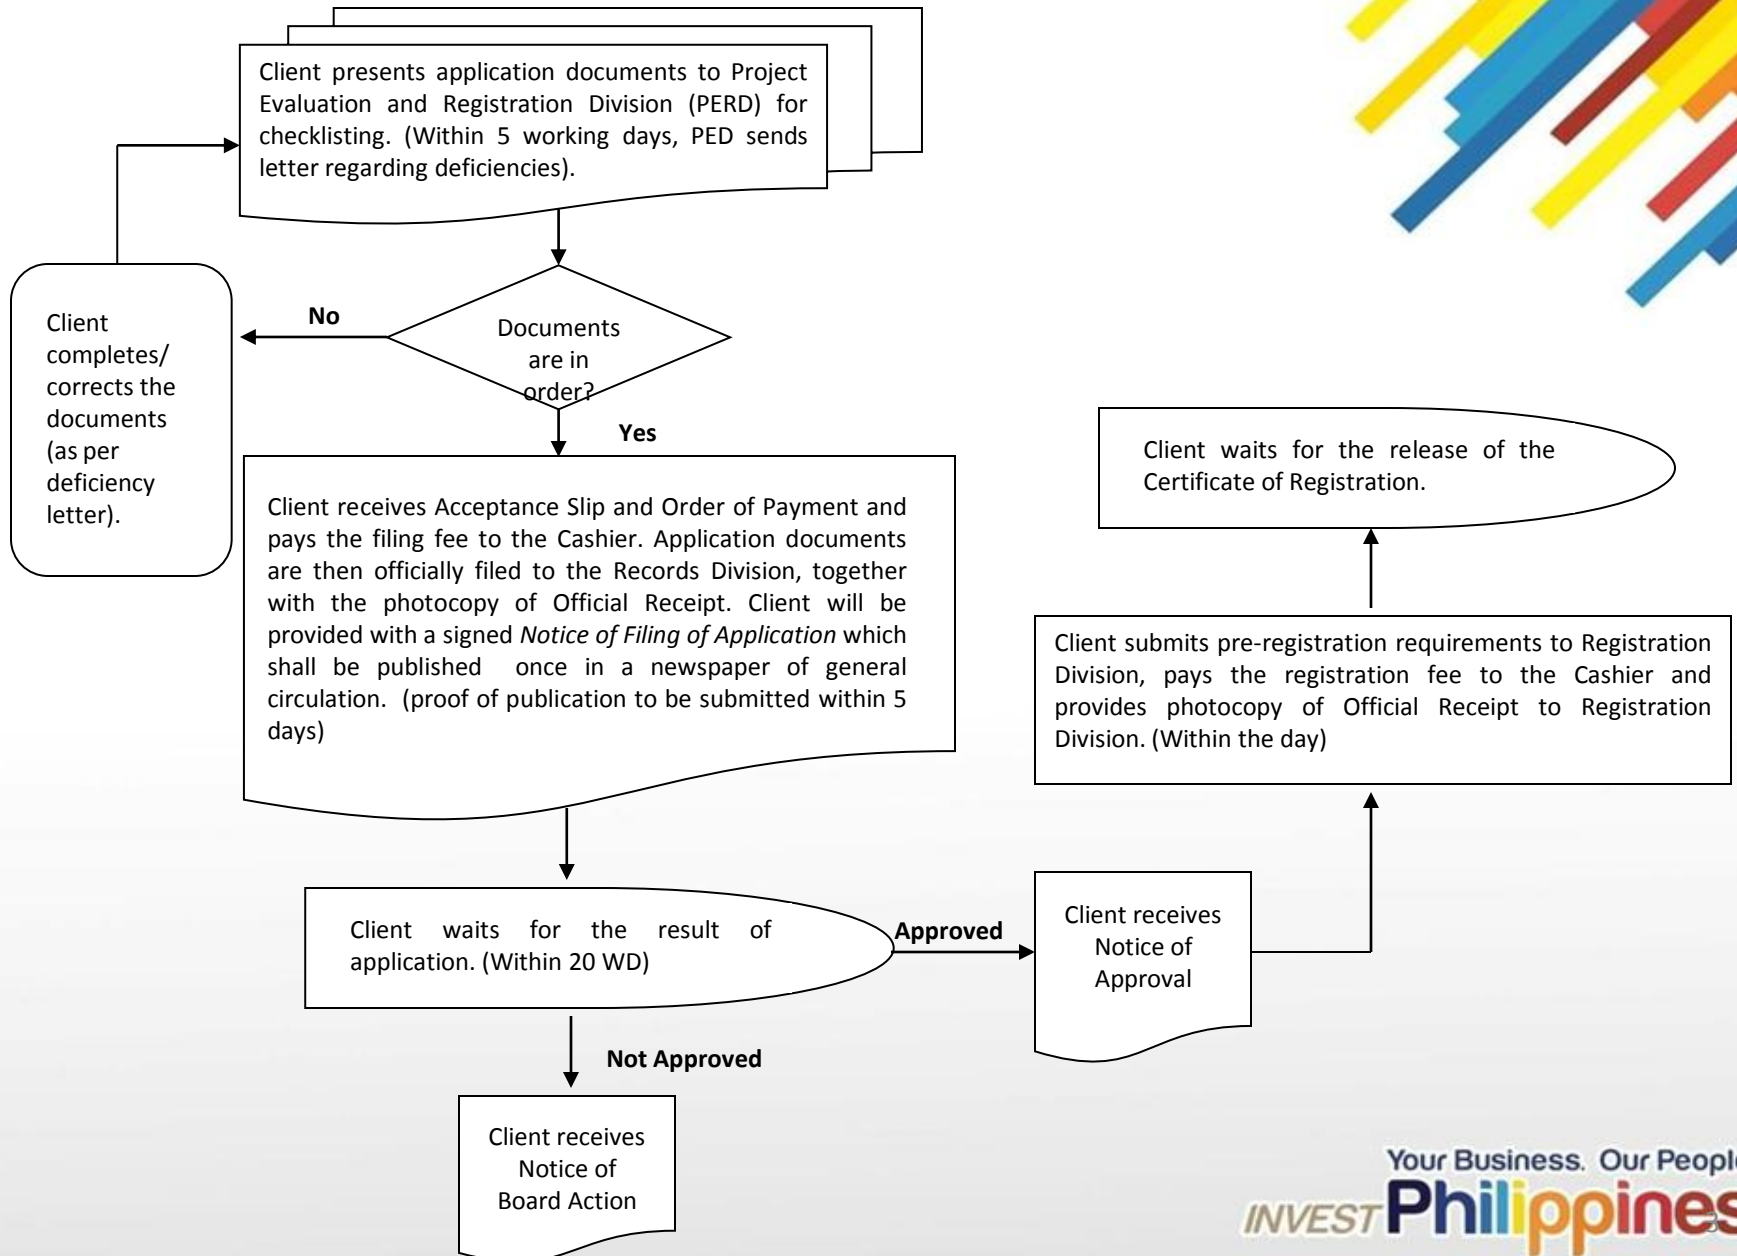 Client presents application documents to Project
Evaluation and Registration Division (PERD) for
checklisting. (Within 5 working days, PED sends
letter regarding deficiencies).
No
Documents
are in
order?
Client
completes/
corrects the
documents
(as per
deficiency
letter).
Yes
Client receives Acceptance Slip and Order of Payment and
pays the filing fee to the Cashier. Application documents
are then officially filed to the Records Division, together
with the photocopy of Official Receipt. Client will be
provided with a signed Notice of Filing of Application which
shall be published once in a newspaper of general
circulation. (proof of publication to be submitted within 5
days)
Client waits for the result of
application. (Within 20 WD)
Not Approved
Client receives
Notice of
Board Action
Approved
Client receives
Notice of
Approval
Client submits pre-registration requirements to Registration
Division, pays the registration fee to the Cashier and
provides photocopy of Official Receipt to Registration
Division. (Within the day)
Client waits for the release of the
Certificate of Registration.
Your Business. Our People
INVEST Philippines
3